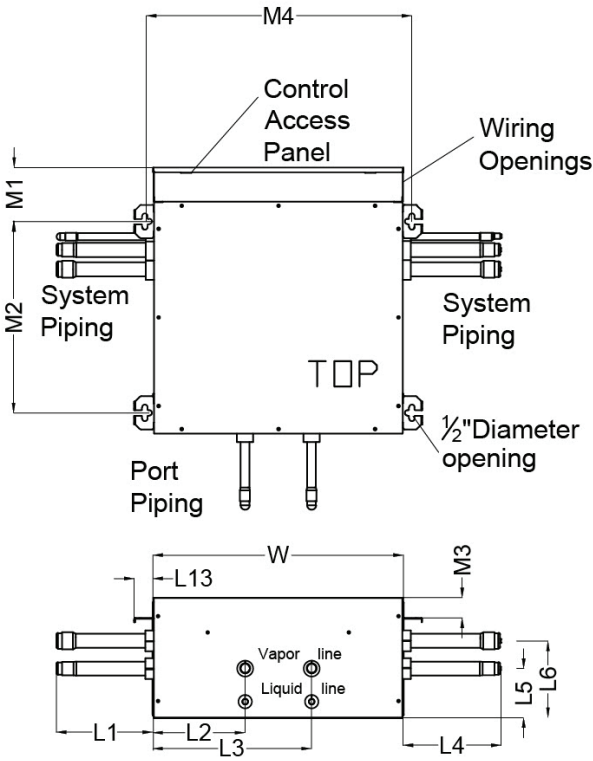 M4
Control
Access
Panel
Wiring
Openings
M1
M2
System
Piping
System
Piping
TOP
½"Diameter
opening
Port
Piping
W
M3
L13
Vapor line
Liquid line
L5
L6
L1
L2
L3
L4